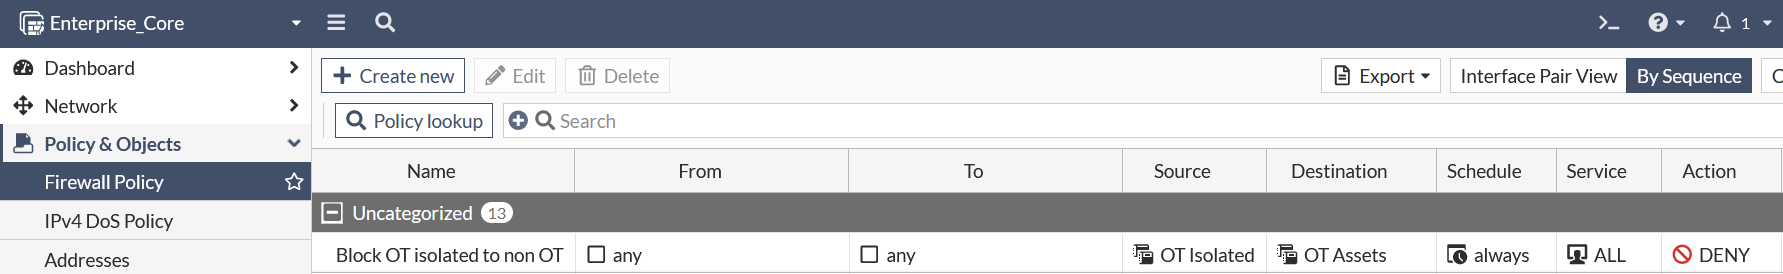 Enterprise_Core 1
Dashboard
Network
Policy & Objects
Firewall Policy
IPv4 DoS Policy
Addresses
Create new Edit Delete Export Interface Pair View By Sequence
Policy lookup Search
Name From To Source Destination Schedule Service Action
Uncategorized 13
Block OT isolated to non OT any any OT Isolated OT Assets always ALL DENY